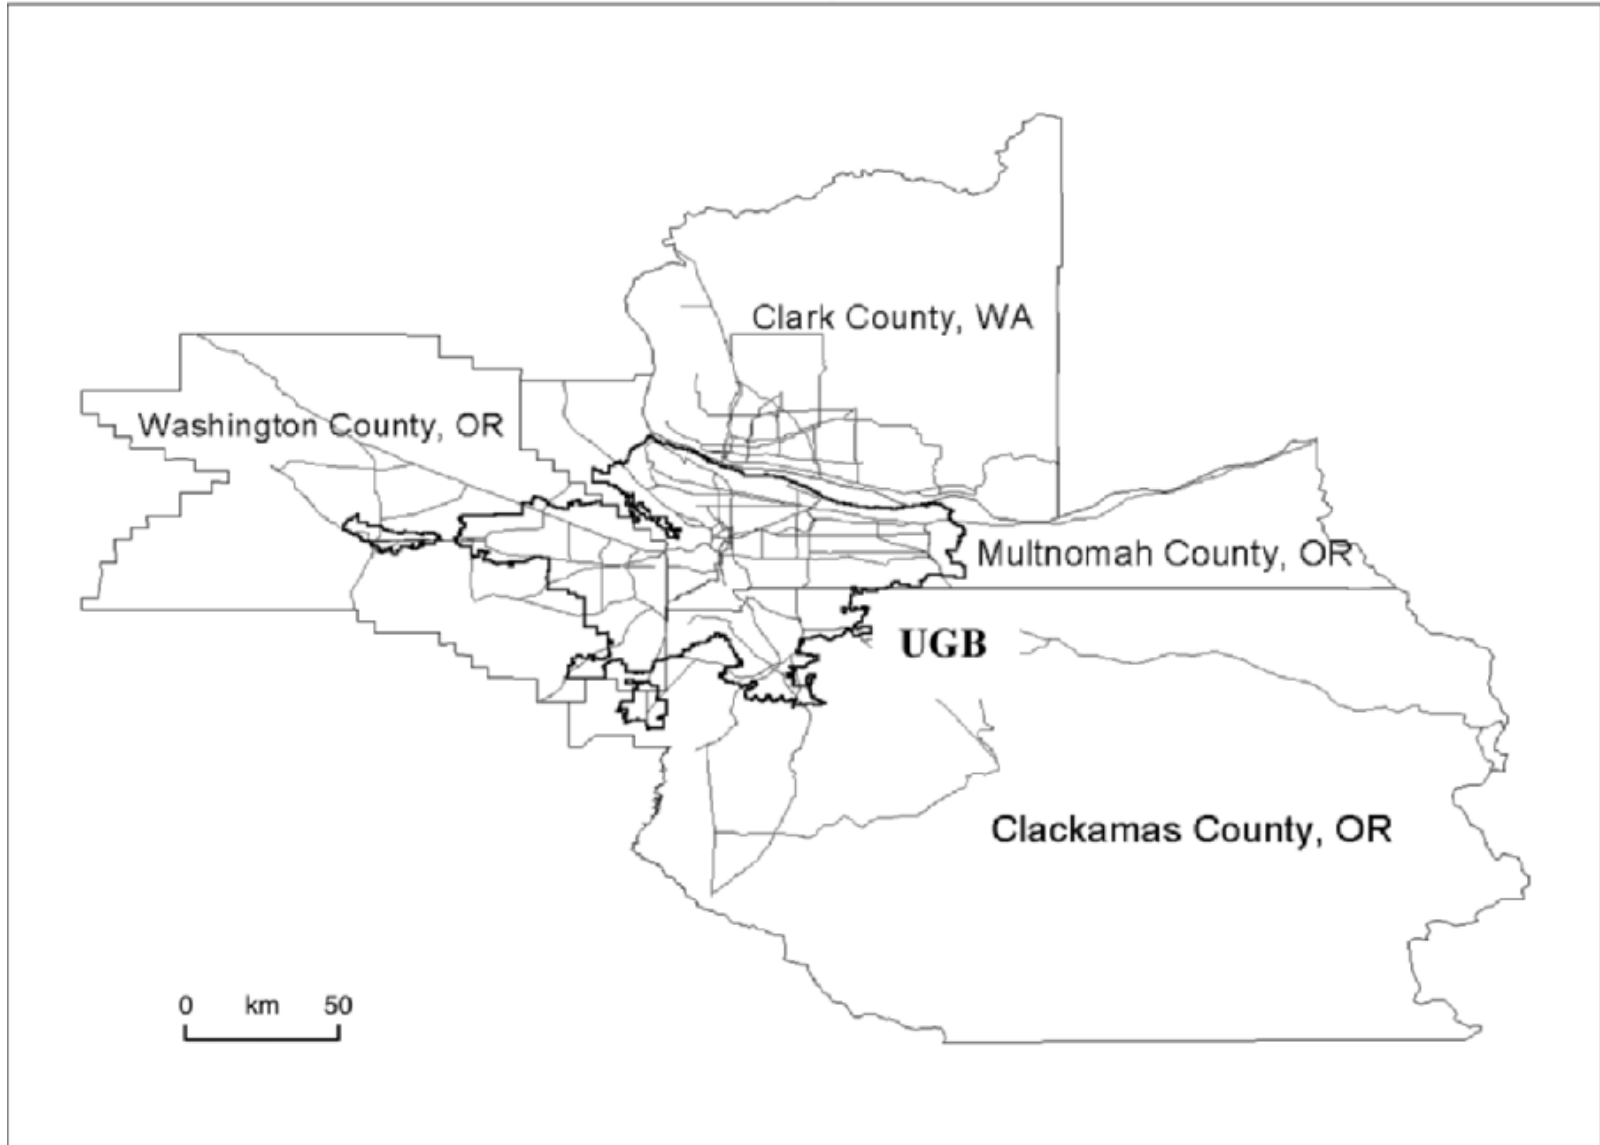 Clark County, WA
Washington County, OR
Multnomah County, OR
UGB
Clackamas County, OR
0 km 50